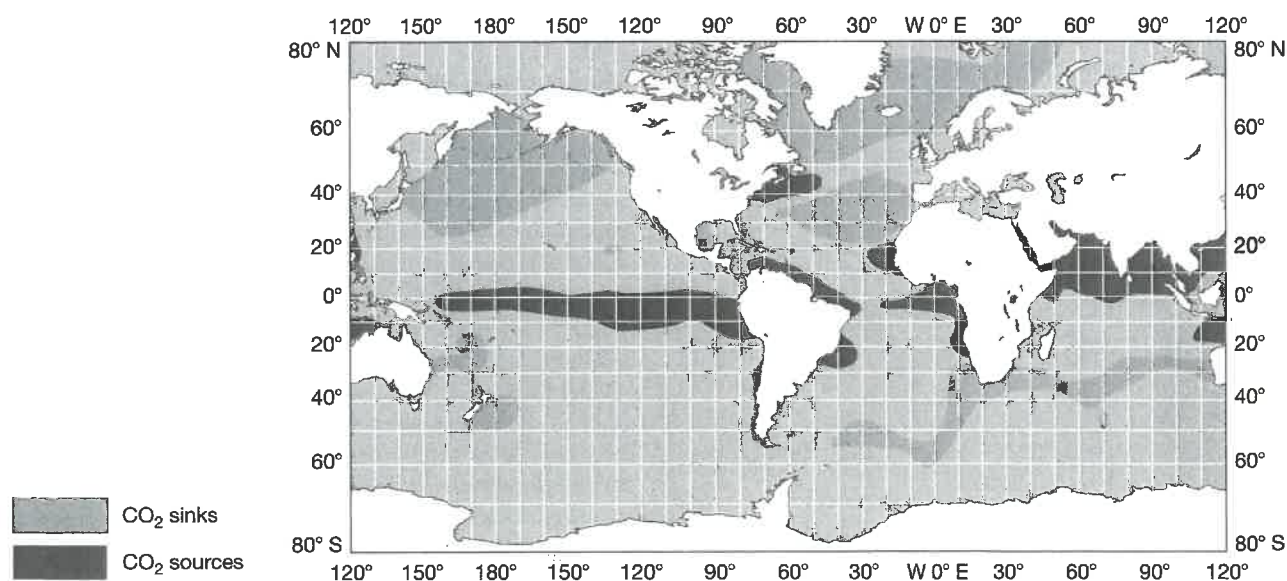 120° 150° 180° 150° 120° 90° 60° 30° W 0° E 30° 60° 90° 120°
80° N 80° N
60° 60°
40° 40°
20° 20°
0° 0°
20° 20°
40° 40°
60° 60°
80° S 80° S
120° 150° 180° 150° 120° 90° 60° 30° W 0° E 30° 60° 90° 120°
CO₂ sinks
CO₂ sources